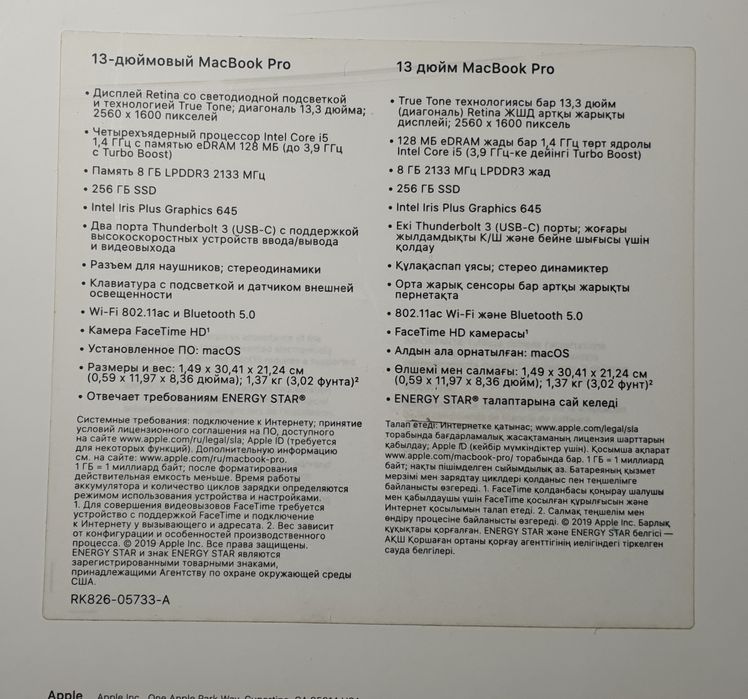 13-дюймовый MacBook Pro
• Дисплей Retina со светодиодной подсветкой
и технологией True Tone; диагональ 13,3 дюйма;
2560 x 1600 пикселей
• Четырехъядерный процессор Intel Core i5
1,4 ГГц с памятью eDRAM 128 МБ (до 3,9 ГГц
с Turbo Boost)
• Память 8 ГБ LPDDR3 2133 МГц
• 256 ГБ SSD
• Intel Iris Plus Graphics 645
• Два порта Thunderbolt 3 (USB-C) с поддержкой
высокоскоростных устройств ввода/вывода
и видеовыхода
• Разъем для наушников; стереодинамики
• Клавиатура с подсветкой и датчиком внешней
освещенности
• Wi-Fi 802.11ac и Bluetooth 5.0
• Камера FaceTime HD¹
• Установленное ПО: macOS
• Размеры и вес: 1,49 x 30,41 x 21,24 см
(0,59 x 11,97 x 8,36 дюйма); 1,37 кг (3,02 фунта)²
• Отвечает требованиям ENERGY STAR®
Системные требования: подключение к Интернету; принятие
условий лицензионного соглашения на ПО, доступного
на сайте www.apple.com/ru/legal/sla; Apple ID (требуется
для некоторых функций). Дополнительную информацию
см. на сайте: www.apple.com/ru/macbook-pro.
1 ГБ = 1 миллиард байт; после форматирования
действительная емкость меньше. Время работы
аккумулятора и количество циклов зарядки определяются
режимом использования устройства и настройками.
1. Для совершения видеовызовов FaceTime требуется
устройство с поддержкой FaceTime и подключение
к Интернету у вызывающего и адресата. 2. Вес зависит
от конфигурации и особенностей производственного
процесса. © 2019 Apple Inc. Все права защищены.
ENERGY STAR и знак ENERGY STAR являются
зарегистрированными товарными знаками,
принадлежащими Агентству по охране окружающей среды
США.
RK826-05733-A
13 дюйм MacBook Pro
• True Tone технологиясы бар 13,3 дюйм
(диагональ) Retina ЖШД артқы жарықты
дисплейі; 2560 x 1600 пиксель
• 128 МБ eDRAM жады бар 1,4 ГГц төрт ядролы
Intel Core i5 (3,9 ГГц-ке дейінгі Turbo Boost)
• 8 ГБ 2133 МГц LPDDR3 жад
• 256 ГБ SSD
• Intel Iris Plus Graphics 645
• Екі Thunderbolt 3 (USB-C) порты; жоғары
жылдамдықты К/Ш және бейне шығысы үшін
қолдау
• Құлақаспап ұясы; стерео динамиктер
• Орта жарық сенсоры бар артқы жарықты
пернетақта
• 802.11ac Wi-Fi және Bluetooth 5.0
• FaceTime HD камерасы¹
• Алдын ала орнатылған: macOS
• Өлшемі мен салмағы: 1,49 x 30,41 x 21,24 см
(0,59 x 11,97 x 8,36 дюйм); 1,37 кг (3,02 фунт)²
• ENERGY STAR® талаптарына сай келеді
Талап етеді: Интернетке қатынас; www.apple.com/legal/sla
торабында бағдарламалық жасақтаманың лицензия шарттарын
қабылдау; Apple ID (кейбір мүмкіндіктер үшін). Қосымша ақпарат
www.apple.com/macbook-pro/ торабында бар. 1 ГБ = 1 миллиард
байт; нақты пішімделген сыйымдылық аз. Батареяның қызмет
мерзімі мен зарядтау циклдері қолданыс пен теңшелімге
байланысты өзгереді. 1. FaceTime қолданбасы қоңырау шалушы
мен қабылдаушы үшін FaceTime қосылған құрылғысын және
Интернет қосылымын талап етеді. 2. Салмақ теңшелім мен
өндіру процесіне байланысты өзгереді. © 2019 Apple Inc. Барлық
құқықтары қорғалған. ENERGY STAR және ENERGY STAR белгісі —
АҚШ Қоршаған ортаны қорғау агенттігінің иелігіндегі тіркелген
сауда белгілері.
Apple Apple Inc., One Apple Park Way, Cupertino, CA 95014 USA